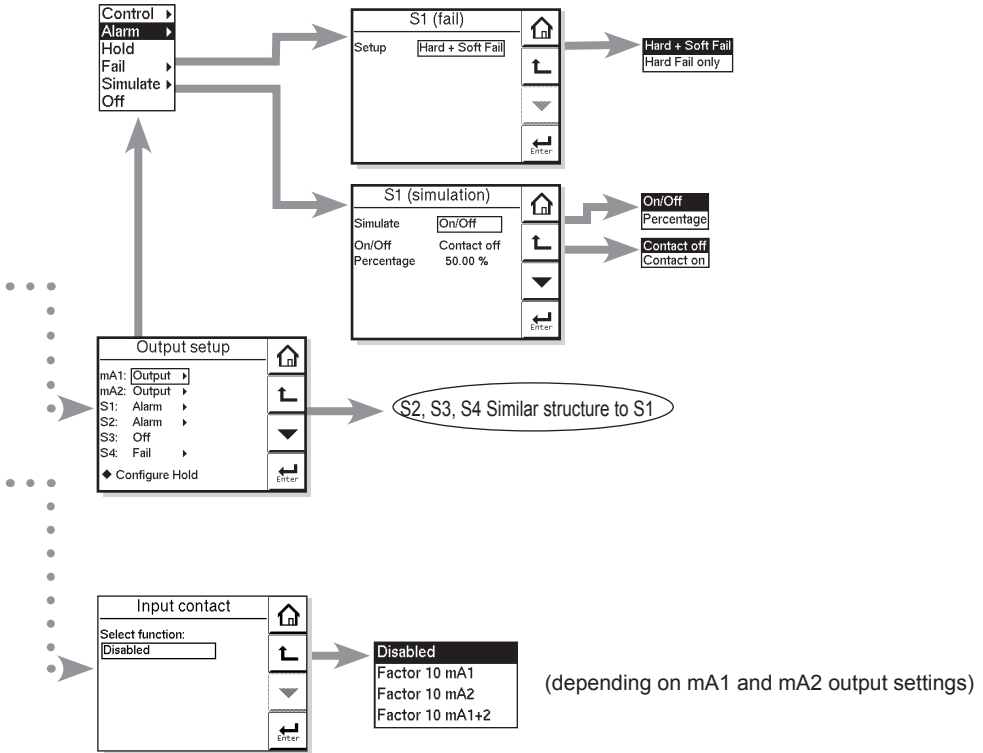 Control
Alarm
Hold
Fail
Simulate
Off
S1 (fail)
Setup Hard + Soft Fail
Enter
Hard + Soft Fail
Hard Fail only
S1 (simulation)
Simulate On/Off
On/Off Contact off
Percentage 50.00 %
Enter
On/Off
Percentage
Contact off
Contact on
Output setup
mA1: Output
mA2: Output
S1: Alarm
S2: Alarm
S3: Off
S4: Fail
Configure Hold
Enter
S2, S3, S4 Similar structure to S1
Input contact
Select function:
Disabled
Enter
Disabled
Factor 10 mA1
Factor 10 mA2
Factor 10 mA1+2
(depending on mA1 and mA2 output settings)